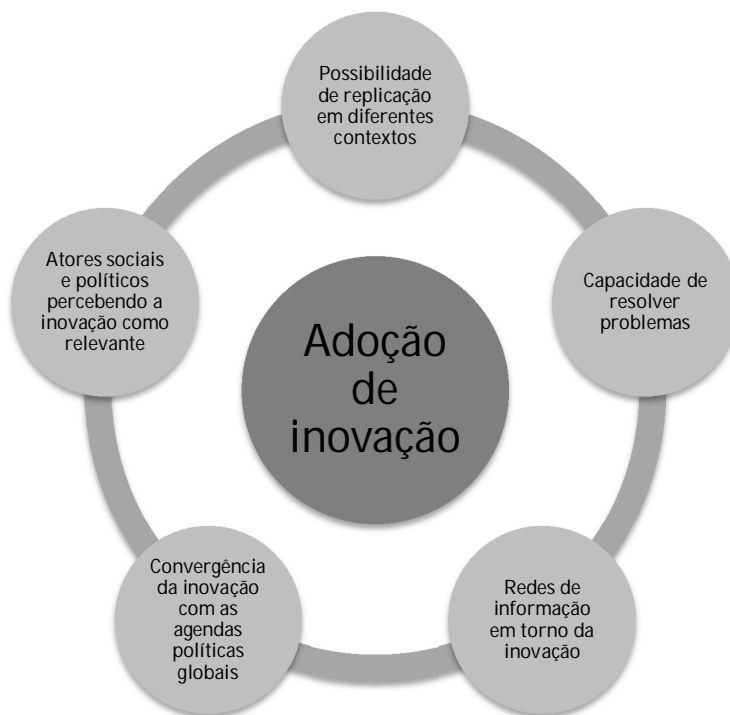 Possibilidade
de replicação
em diferentes
contextos
Atores sociais
e políticos
percebendo a
inovação como
relevante
Capacidade de
resolver
problemas
Adoção
de
inovação
Convergência
da inovação
com as
agendas
políticas
globais
Redes de
informação
em torno da
inovação